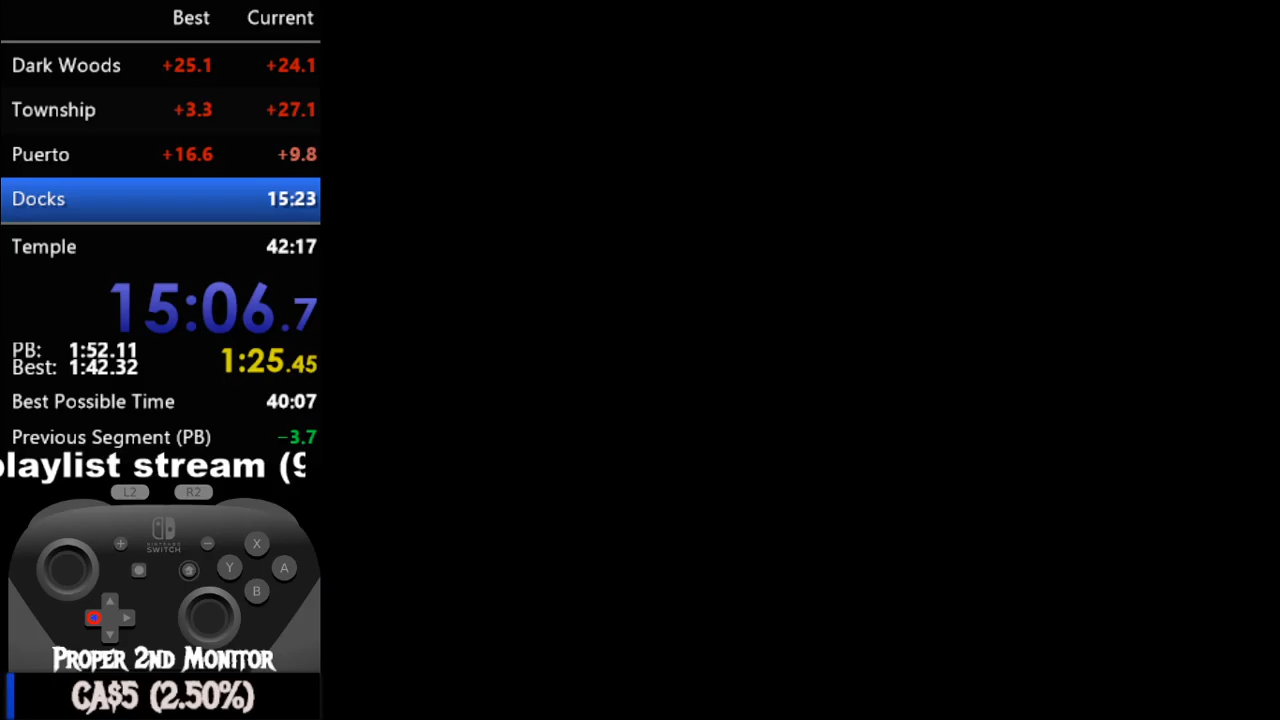 Best Current
Dark Woods +25.1 +24.1
Township +3.3 +27.1
Puerto +16.6 +9.8
Docks 15:23
Temple 42:17
15:06.7
PB: 1:52.11
Best: 1:42.32
1:25.45
Best Possible Time 40:07
Previous Segment (PB) −3.7
playlist stream (9
L2 R2
NINTENDO
SWITCH
X
Y A
B
Proper 2nd Monitor
CA$5 (2.50%)